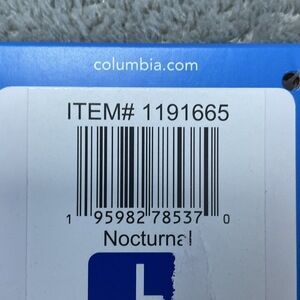 columbia.com
ITEM# 1191665
1 95982 78537 0
Nocturnal
L